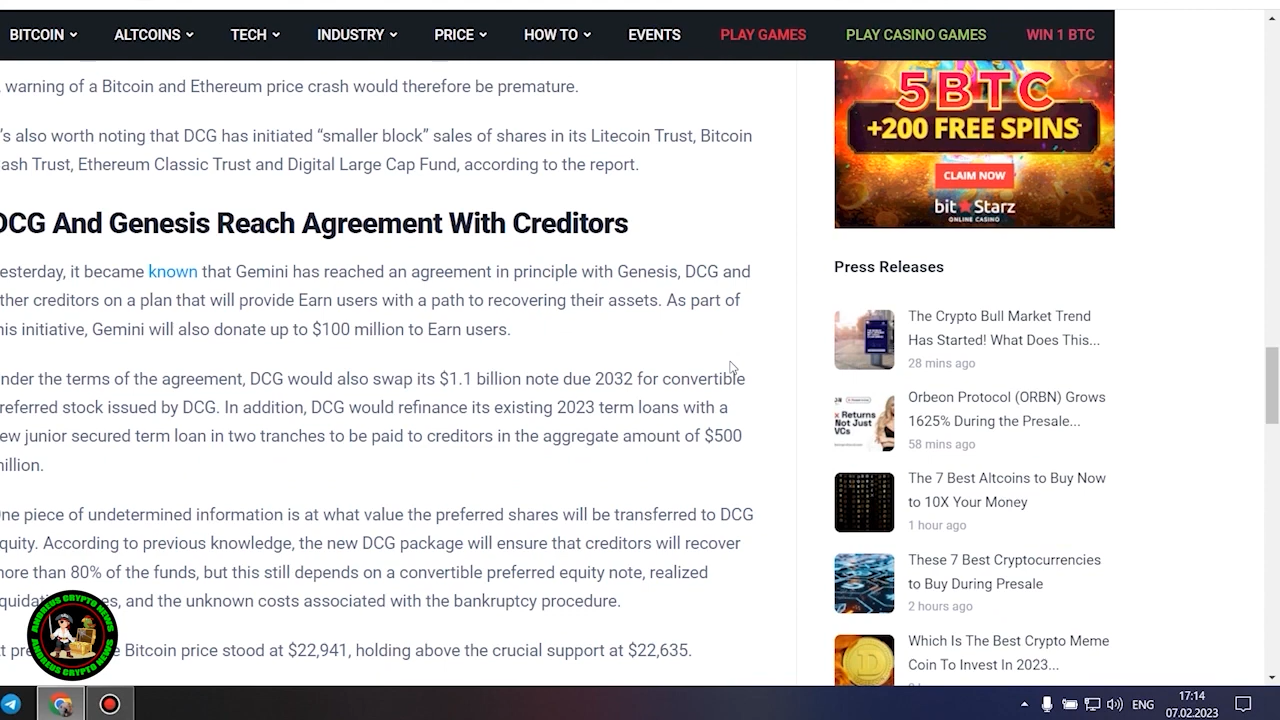 BITCOIN ALTCOINS TECH INDUSTRY PRICE HOW TO EVENTS PLAY GAMES PLAY CASINO GAMES WIN 1 BTC
warning of a Bitcoin and Ethereum price crash would therefore be premature.
's also worth noting that DCG has initiated “smaller block” sales of shares in its Litecoin Trust, Bitcoin
ash Trust, Ethereum Classic Trust and Digital Large Cap Fund, according to the report.
DCG And Genesis Reach Agreement With Creditors
esterday, it became known that Gemini has reached an agreement in principle with Genesis, DCG and
ther creditors on a plan that will provide Earn users with a path to recovering their assets. As part of
his initiative, Gemini will also donate up to $100 million to Earn users.
nder the terms of the agreement, DCG would also swap its $1.1 billion note due 2032 for convertible
referred stock issued by DCG. In addition, DCG would refinance its existing 2023 term loans with a
ew junior secured term loan in two tranches to be paid to creditors in the aggregate amount of $500
illion.
ne piece of undetermined information is at what value the preferred shares will be transferred to DCG
quity. According to previous knowledge, the new DCG package will ensure that creditors will recover
ore than 80% of the funds, but this still depends on a convertible preferred equity note, realized
quidat es, and the unknown costs associated with the bankruptcy procedure.
t pre e Bitcoin price stood at $22,941, holding above the crucial support at $22,635.
ANDREUS CRYPTO NEWS
ANDREUS CRYPTO NEWS
5BTC
+200 FREE SPINS
CLAIM NOW
bitStarz
ONLINE CASINO
Press Releases
The Crypto Bull Market Trend
Has Started! What Does This...
28 mins ago
Returns
Not Just
VCs
Orbeon Protocol (ORBN) Grows
1625% During the Presale...
58 mins ago
The 7 Best Altcoins to Buy Now
to 10X Your Money
1 hour ago
These 7 Best Cryptocurrencies
to Buy During Presale
2 hours ago
Which Is The Best Crypto Meme
Coin To Invest In 2023...
ENG
17:14
07.02.2023